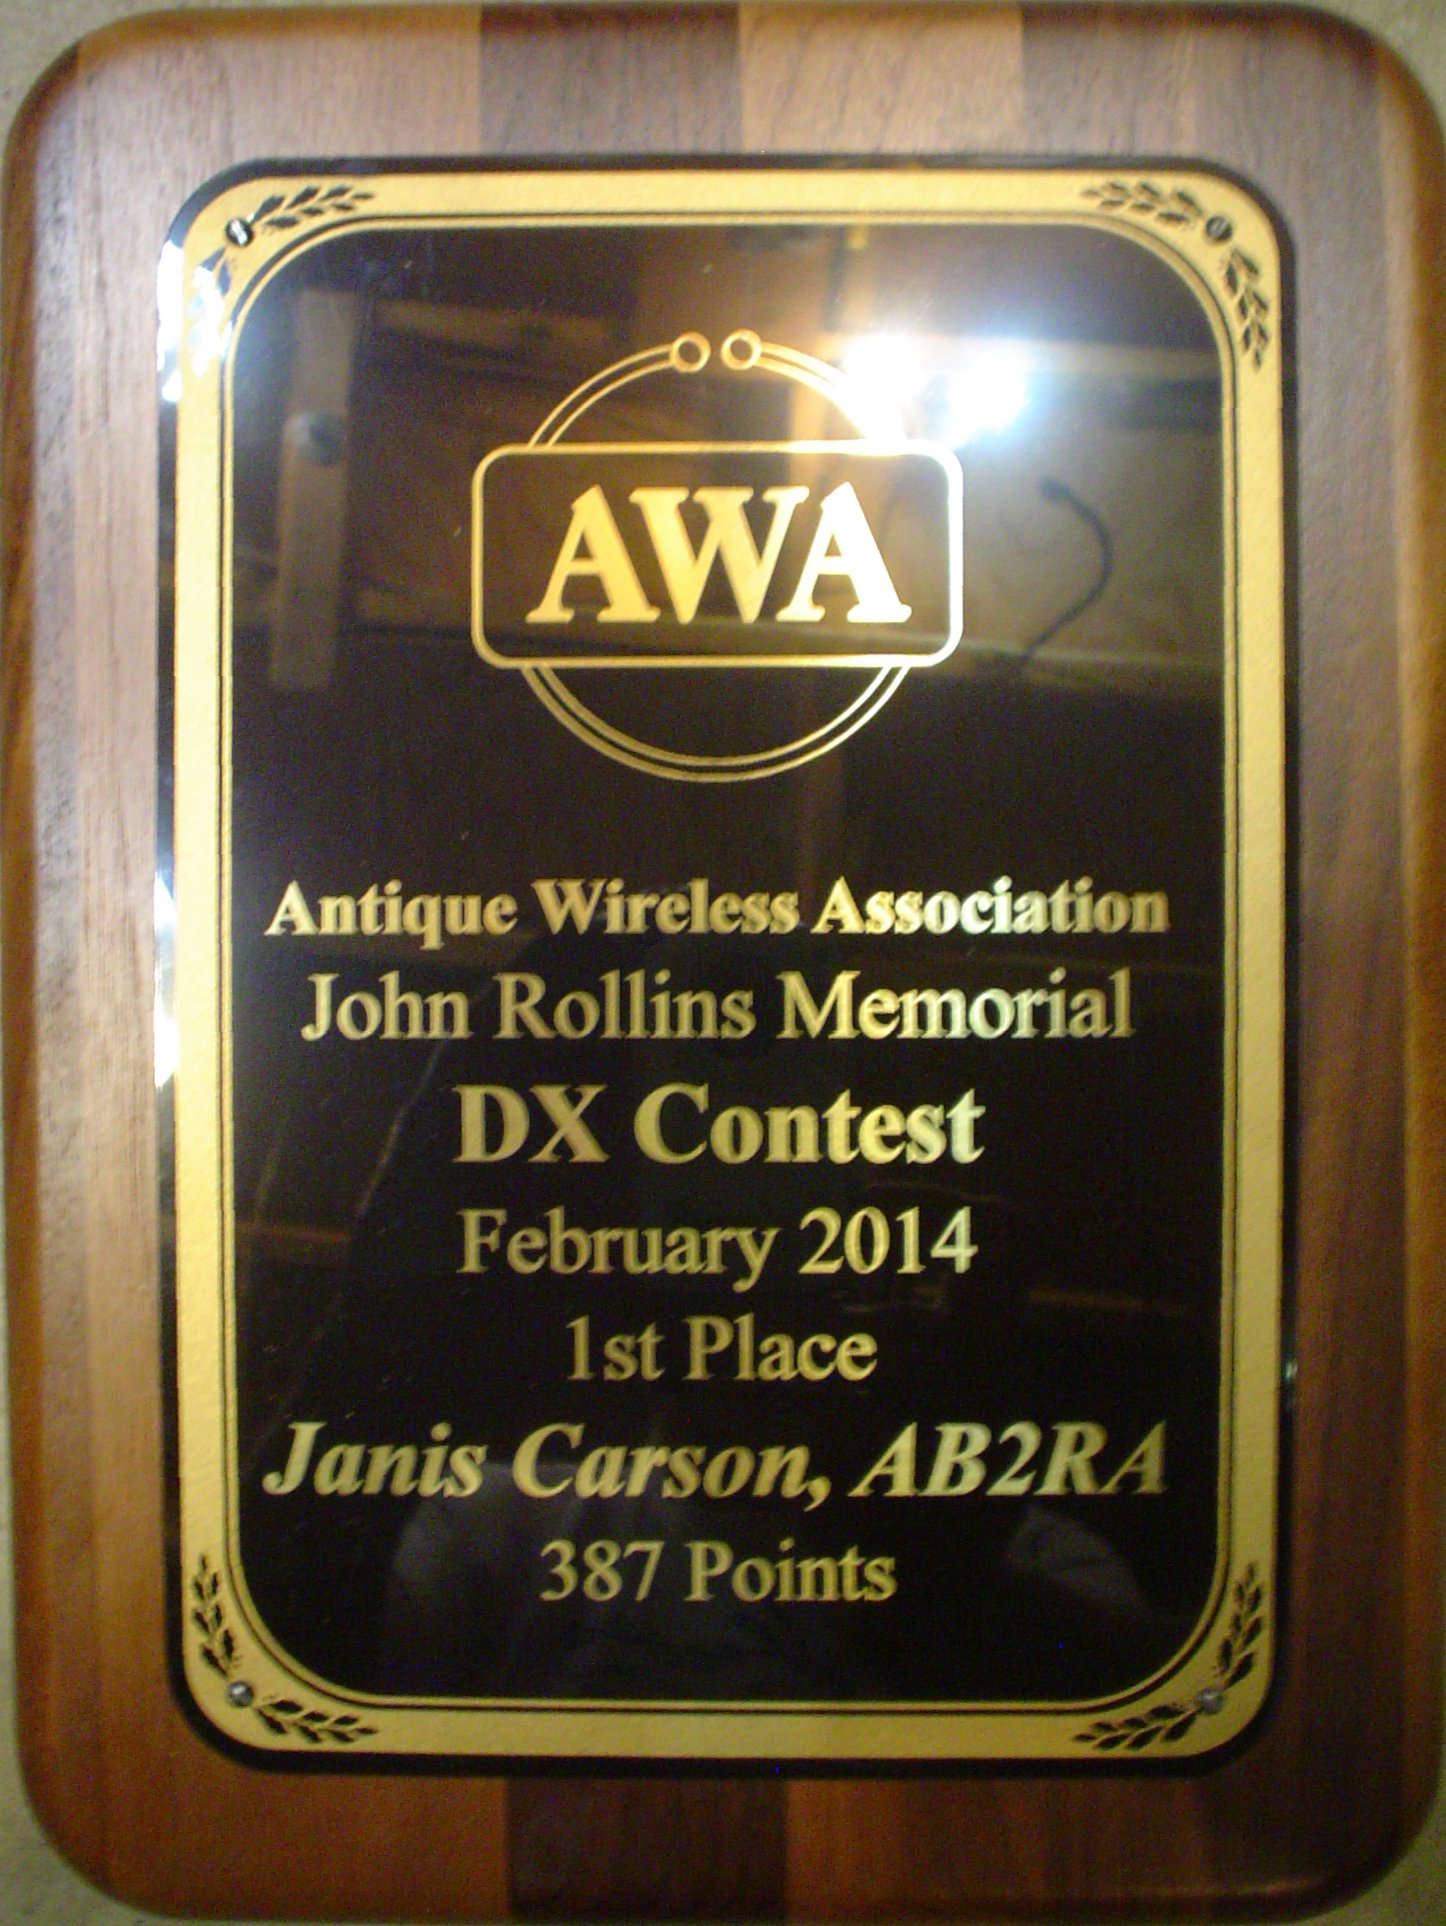 AWA
Antique Wireless Association
John Rollins Memorial
DX Contest
February 2014
1st Place
Janis Carson, AB2RA
387 Points